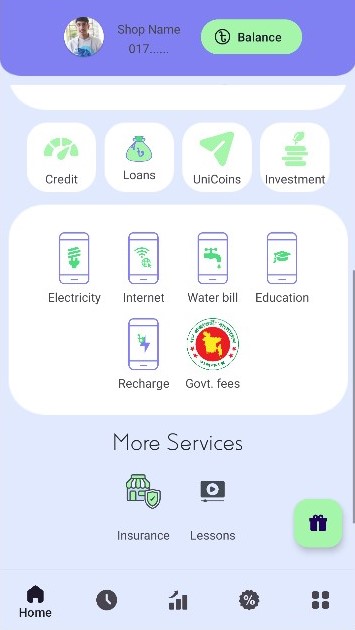 Shop Name
017......
Balance
Credit
Loans
UniCoins
Investment
Electricity
Internet
Water bill
Education
Recharge
Govt. fees
More Services
Insurance
Lessons
Home